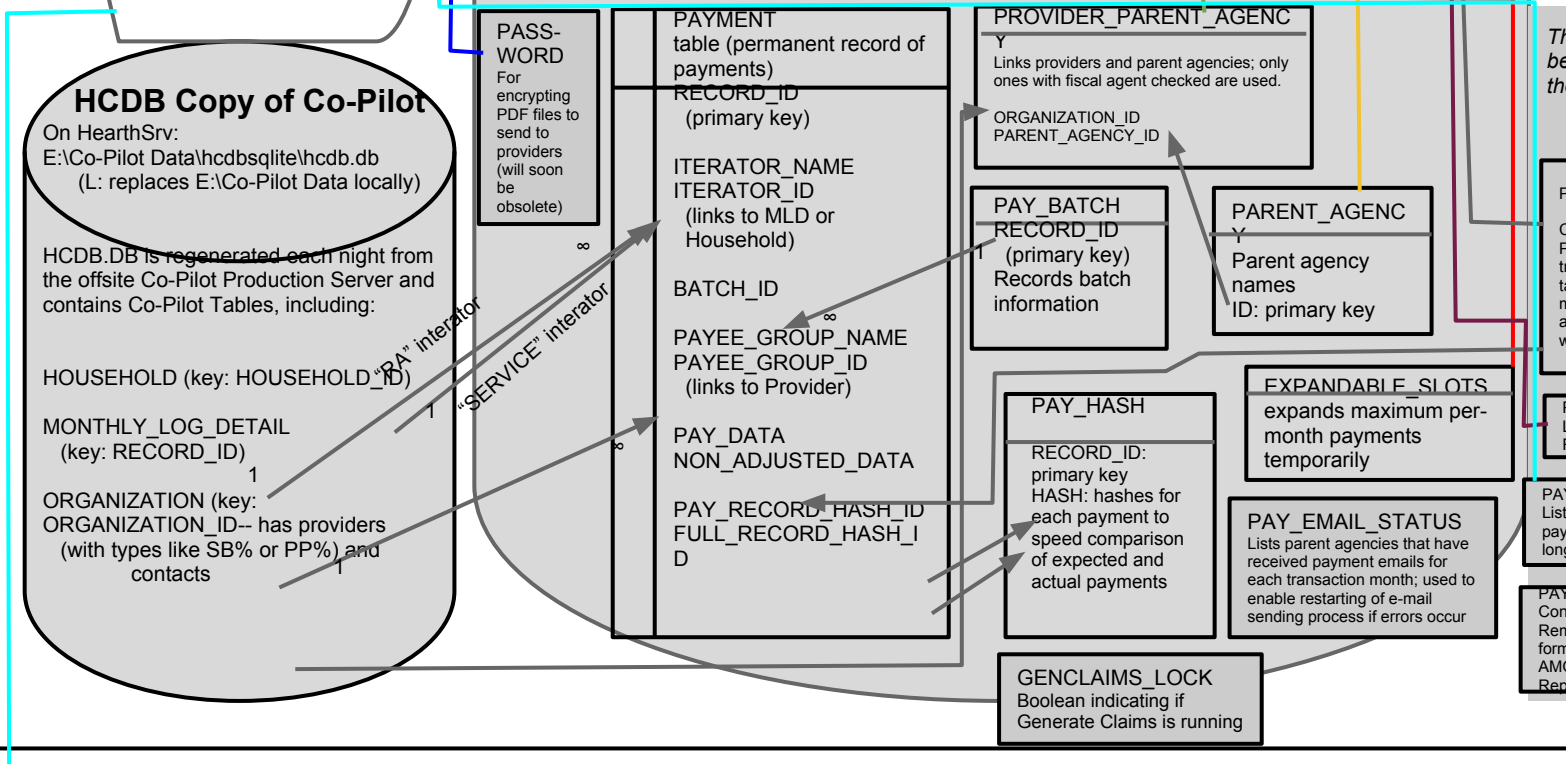 HCDB Copy of Co-Pilot
On HearthSrv:
E:\Co-Pilot Data\hcdbsqlite\hcdb.db
(L: replaces E:\Co-Pilot Data locally)
HCDB.DB is regenerated each night from
the offsite Co-Pilot Production Server and
contains Co-Pilot Tables, including:
HOUSEHOLD (key: HOUSEHOLD_ID)
MONTHLY_LOG_DETAIL
(key: RECORD_ID)
1
ORGANIZATION (key:
ORGANIZATION_ID-- has providers
(with types like SB% or PP%) and
contacts
1
"RA" interator
"SERVICE" interator
1
∞
∞
PASS-
WORD
For
encrypting
PDF files to
send to
providers
(will soon
be
obsolete)
PAYMENT
table (permanent record of
payments)
RECORD_ID
(primary key)
ITERATOR_NAME
ITERATOR_ID
(links to MLD or
Household)
BATCH_ID
∞
PAYEE_GROUP_NAME
PAYEE_GROUP_ID
(links to Provider)
PAY_DATA
NON_ADJUSTED_DATA
PAY_RECORD_HASH_ID
FULL_RECORD_HASH_I
D
PROVIDER_PARENT_AGENC
Y
Links providers and parent agencies; only
ones with fiscal agent checked are used.
ORGANIZATION_ID
PARENT_AGENCY_ID
PAY_BATCH
RECORD_ID
1
(primary key)
Records batch
information
PARENT_AGENC
Y
Parent agency
names
ID: primary key
PAY_HASH
RECORD_ID:
primary key
HASH: hashes for
each payment to
speed comparison
of expected and
actual payments
EXPANDABLE_SLOTS
expands maximum per-
month payments
temporarily
PAY_EMAIL_STATUS
Lists parent agencies that have
received payment emails for
each transaction month; used to
enable restarting of e-mail
sending process if errors occur
GENCLAIMS_LOCK
Boolean indicating if
Generate Claims is running